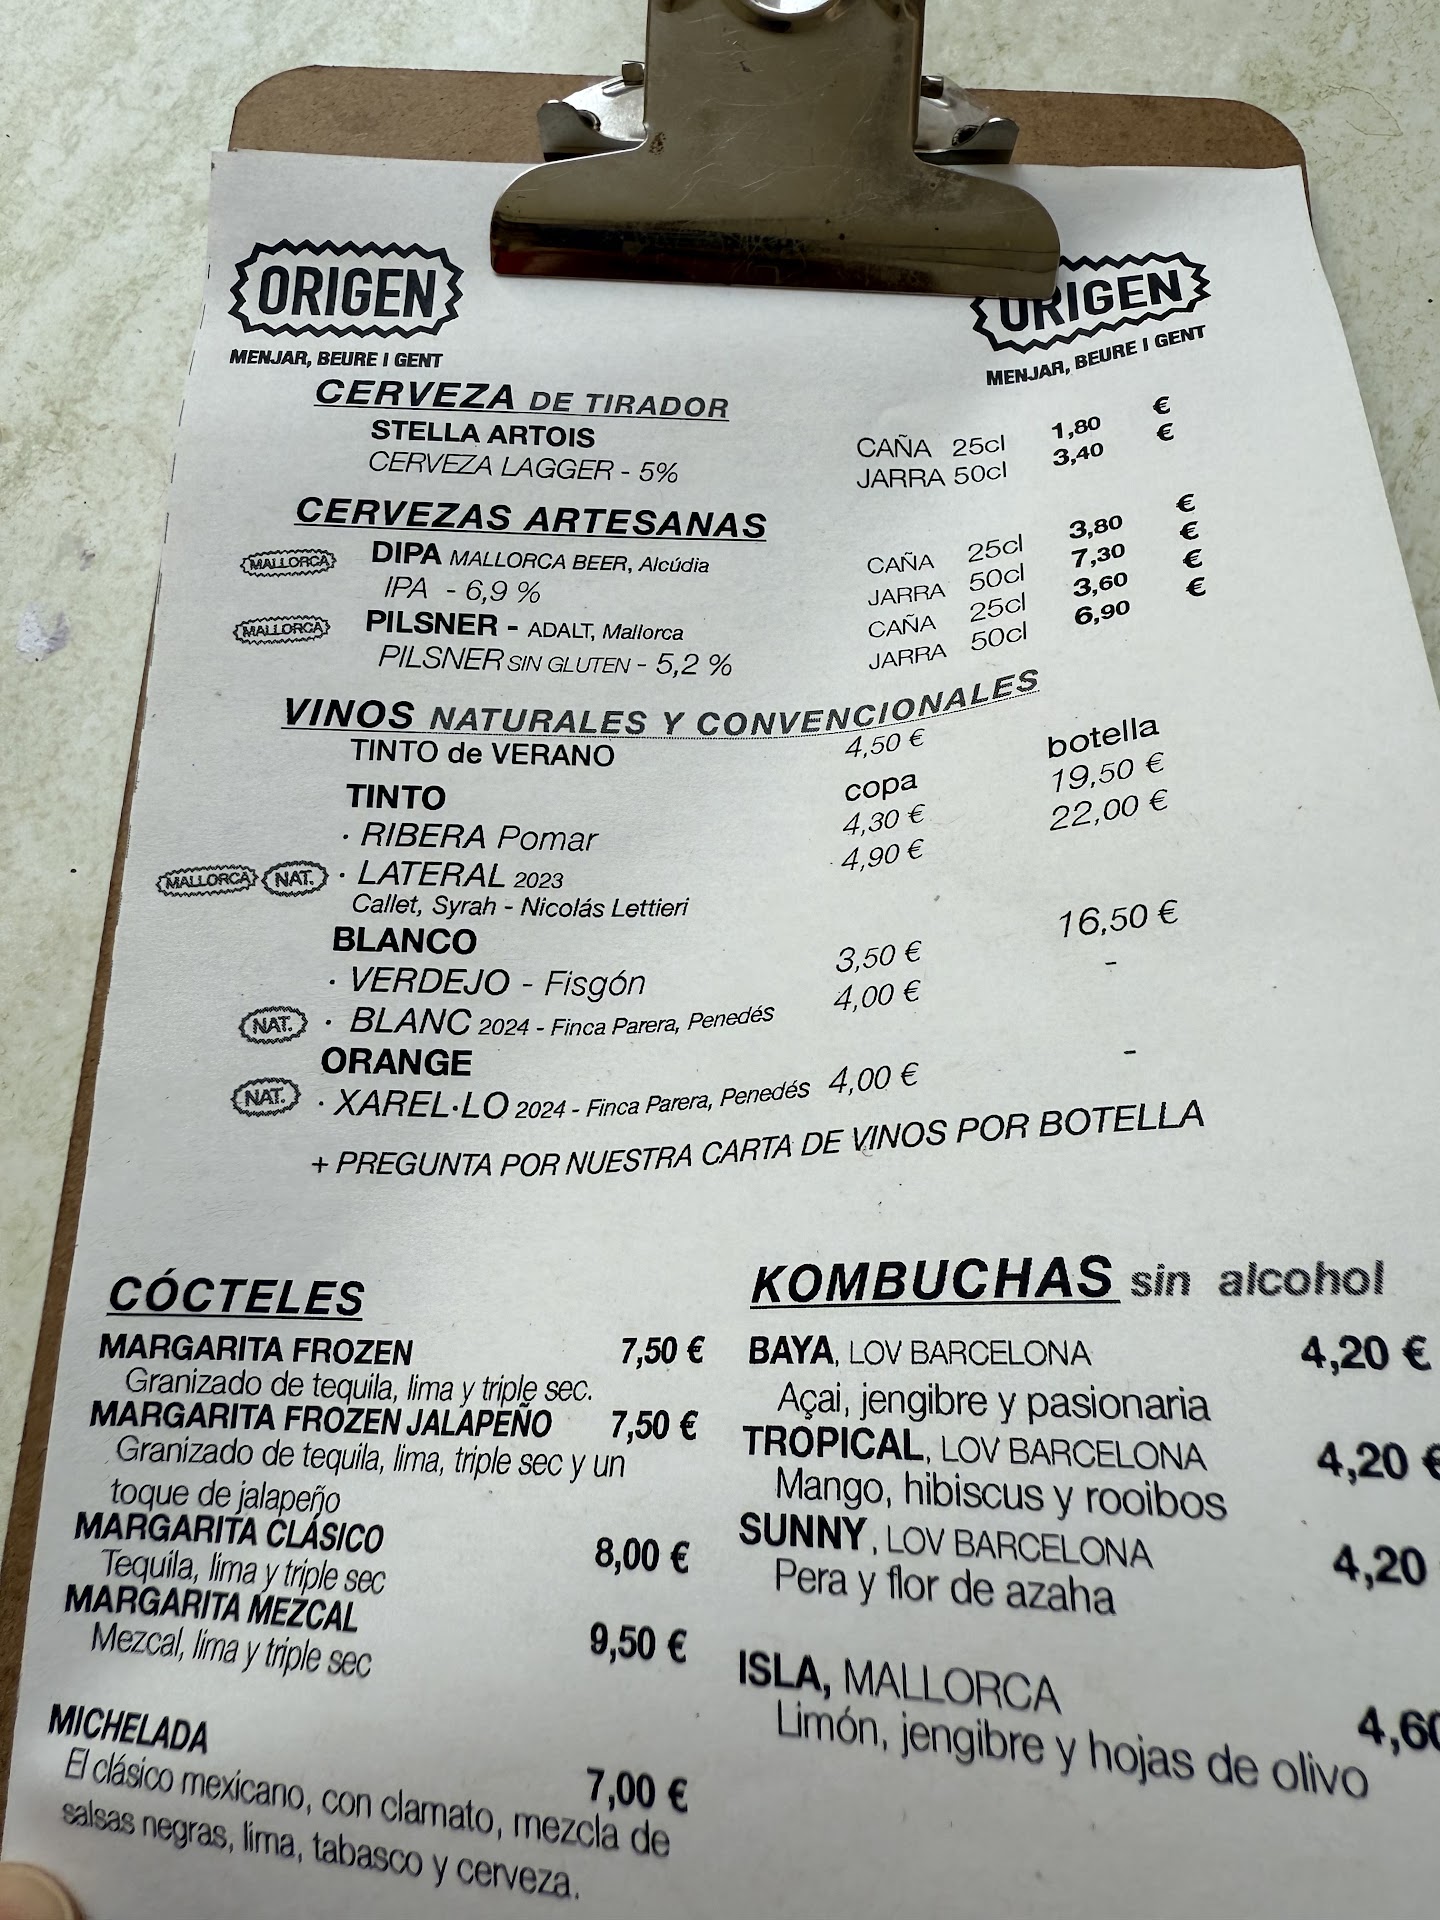 ORIGEN
MENJAR, BEURE I GENT
ORIGEN
MENJAR, BEURE I GENT
CERVEZA DE TIRADOR
STELLA ARTOIS CAÑA 25cl 1,80 €
CERVEZA LAGGER - 5% JARRA 50cl 3,40 €
CERVEZAS ARTESANAS
MALLORCA DIPA MALLORCA BEER, Alcúdia CAÑA 25cl 3,80 €
IPA - 6,9 % JARRA 50cl 7,30 €
MALLORCA PILSNER - ADALT, Mallorca CAÑA 25cl 3,60 €
PILSNER SIN GLUTEN - 5,2 % JARRA 50cl 6,90 €
VINOS NATURALES Y CONVENCIONALES
TINTO de VERANO 4,50 €
TINTO copa botella
· RIBERA Pomar 4,30 € 19,50 €
MALLORCA NAT. · LATERAL 2023 4,90 € 22,00 €
Callet, Syrah - Nicolás Lettieri
BLANCO
· VERDEJO - Fisgón 3,50 € 16,50 €
NAT. · BLANC 2024 - Finca Parera, Penedés 4,00 € -
ORANGE
NAT. · XAREL·LO 2024 - Finca Parera, Penedés 4,00 € -
+ PREGUNTA POR NUESTRA CARTA DE VINOS POR BOTELLA
CÓCTELES
MARGARITA FROZEN 7,50 €
Granizado de tequila, lima y triple sec.
MARGARITA FROZEN JALAPEÑO 7,50 €
Granizado de tequila, lima, triple sec y un
toque de jalapeño
MARGARITA CLÁSICO 8,00 €
Tequila, lima y triple sec
MARGARITA MEZCAL 9,50 €
Mezcal, lima y triple sec
MICHELADA 7,00 €
El clásico mexicano, con clamato, mezcla de
salsas negras, lima, tabasco y cerveza.
KOMBUCHAS sin alcohol
BAYA, LOV BARCELONA 4,20 €
Açai, jengibre y pasionaria
TROPICAL, LOV BARCELONA 4,20 €
Mango, hibiscus y rooibos
SUNNY, LOV BARCELONA 4,20
Pera y flor de azaha
ISLA, MALLORCA 4,60
Limón, jengibre y hojas de olivo